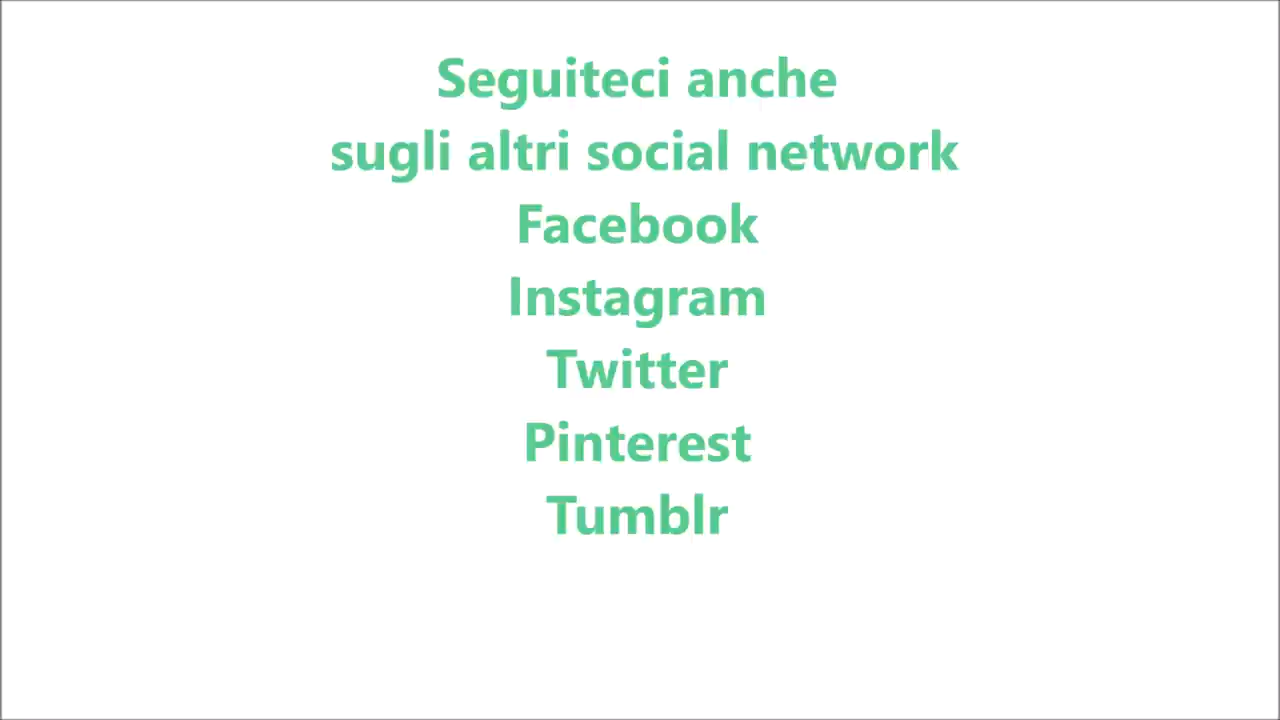 Seguiteci anche
sugli altri social network
Facebook
Instagram
Twitter
Pinterest
Tumblr